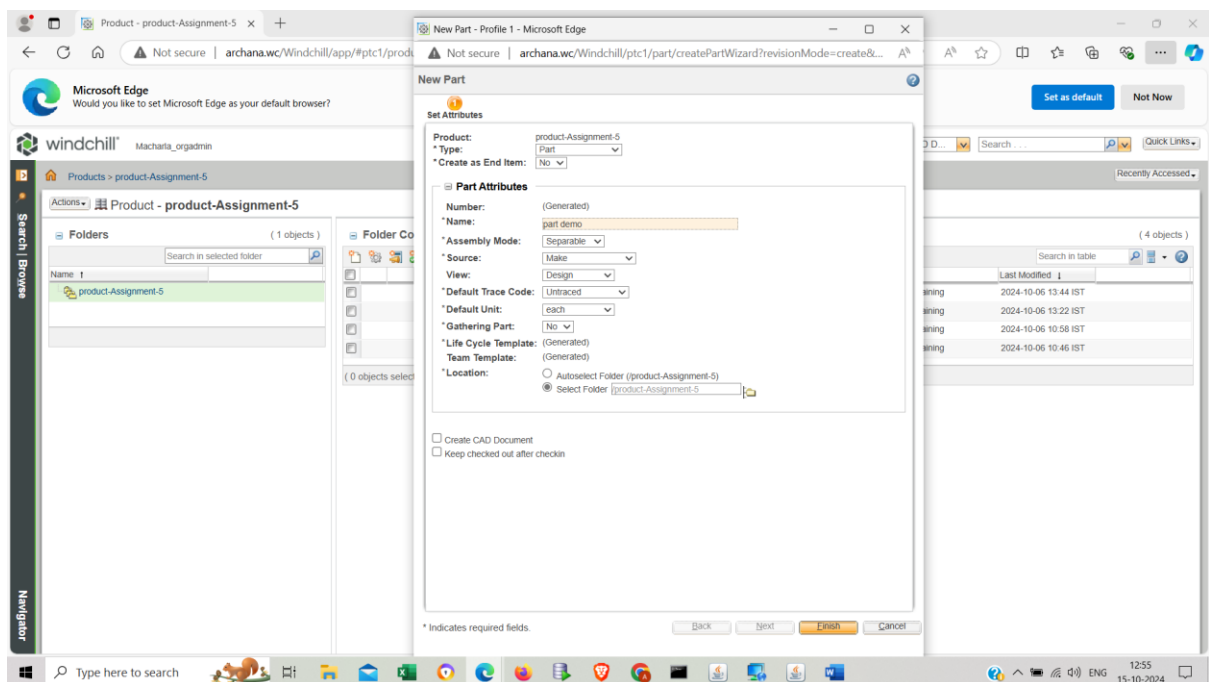 Product - product-Assignment-5
New Part - Profile 1 - Microsoft Edge
Not secure | archana.wc/Windchill/app/#ptc1/produ
Not secure | archana.wc/Windchill/ptc1/part/createPartWizard?revisionMode=create&...
Microsoft Edge
Would you like to set Microsoft Edge as your default browser?
Set as default
Not Now
windchill
Macharla_orgadmin
Search . . .
Quick Links
Products > product-Assignment-5
Recently Accessed
Actions
Product - product-Assignment-5
Search | Browse
Navigator
Folders
( 1 objects )
Search in selected folder
Name
product-Assignment-5
Folder Co
( 0 objects select
New Part
1
Set Attributes
Product: product-Assignment-5
* Type: Part
* Create as End Item: No
Part Attributes
Number: (Generated)
*Name: part demo
*Assembly Mode: Separable
*Source: Make
View: Design
*Default Trace Code: Untraced
*Default Unit: each
*Gathering Part: No
*Life Cycle Template: (Generated)
Team Template: (Generated)
*Location:
Autoselect Folder (/product-Assignment-5)
Select Folder /product-Assignment-5
Create CAD Document
Keep checked out after checkin
* Indicates required fields.
Back
Next
Finish
Cancel
( 4 objects )
Search in table
Last Modified
aining 2024-10-06 13:44 IST
aining 2024-10-06 13:22 IST
aining 2024-10-06 10:58 IST
aining 2024-10-06 10:46 IST
Type here to search
ENG
12:55
15-10-2024